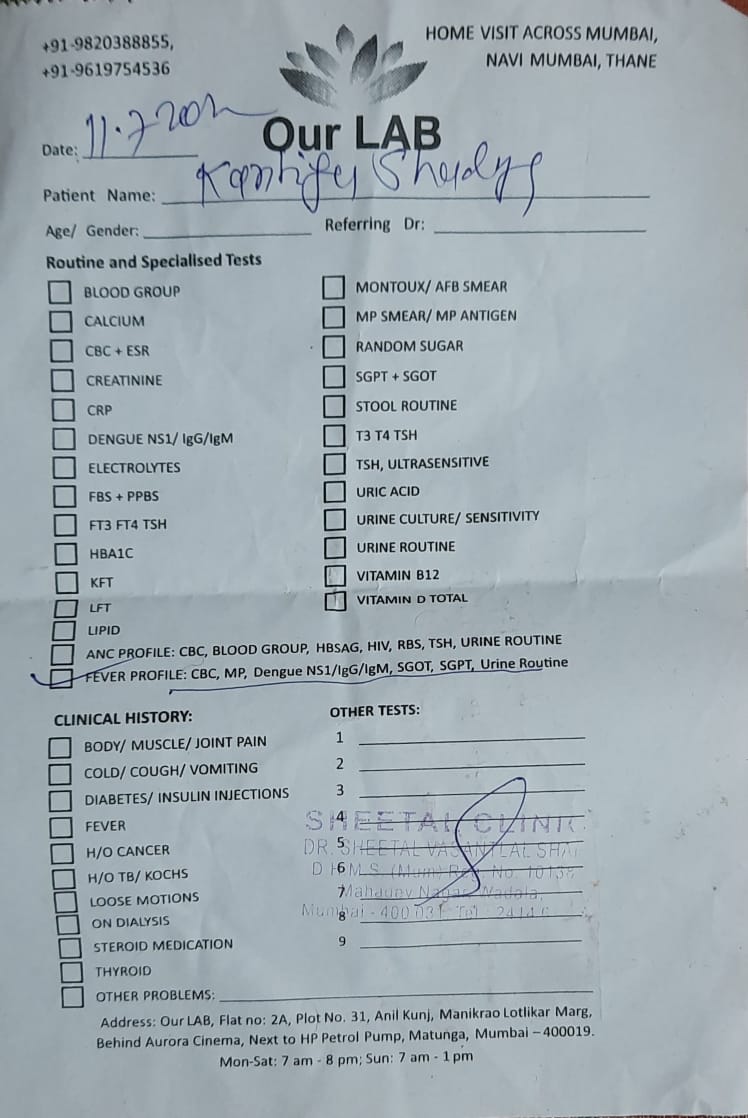 +91-9820388855,
+91-9619754536
HOME VISIT ACROSS MUMBAI,
NAVI MUMBAI, THANE
Our LAB
Date: 11.7
Patient Name:
Age/ Gender:
Referring Dr:
Routine and Specialised Tests
BLOOD GROUP
CALCIUM
CBC + ESR
CREATININE
CRP
DENGUE NS1/ IgG/IgM
ELECTROLYTES
FBS + PPBS
FT3 FT4 TSH
HBA1C
KFT
LFT
LIPID
MONTOUX/ AFB SMEAR
MP SMEAR/ MP ANTIGEN
RANDOM SUGAR
SGPT + SGOT
STOOL ROUTINE
T3 T4 TSH
TSH, ULTRASENSITIVE
URIC ACID
URINE CULTURE/ SENSITIVITY
URINE ROUTINE
VITAMIN B12
VITAMIN D TOTAL
ANC PROFILE: CBC, BLOOD GROUP, HBSAG, HIV, RBS, TSH, URINE ROUTINE
FEVER PROFILE: CBC, MP, Dengue NS1/IgG/IgM, SGOT, SGPT, Urine Routine
CLINICAL HISTORY:
BODY/ MUSCLE/ JOINT PAIN
COLD/ COUGH/ VOMITING
DIABETES/ INSULIN INJECTIONS
FEVER
H/O CANCER
H/O TB/ KOCHS
LOOSE MOTIONS
ON DIALYSIS
STEROID MEDICATION
THYROID
OTHER PROBLEMS:
OTHER TESTS:
1
2
3
4
5
6
7
8
9
SHEETAL CLINIC
DR. SHEETAL VASANTLAL SHAH
D H M S. (Mum) Reg. No. 10138
Mahadev Nagar Wadala,
Mumbai - 400 031 Tel
Address: Our LAB, Flat no: 2A, Plot No. 31, Anil Kunj, Manikrao Lotlikar Marg,
Behind Aurora Cinema, Next to HP Petrol Pump, Matunga, Mumbai – 400019.
Mon-Sat: 7 am - 8 pm; Sun: 7 am - 1 pm